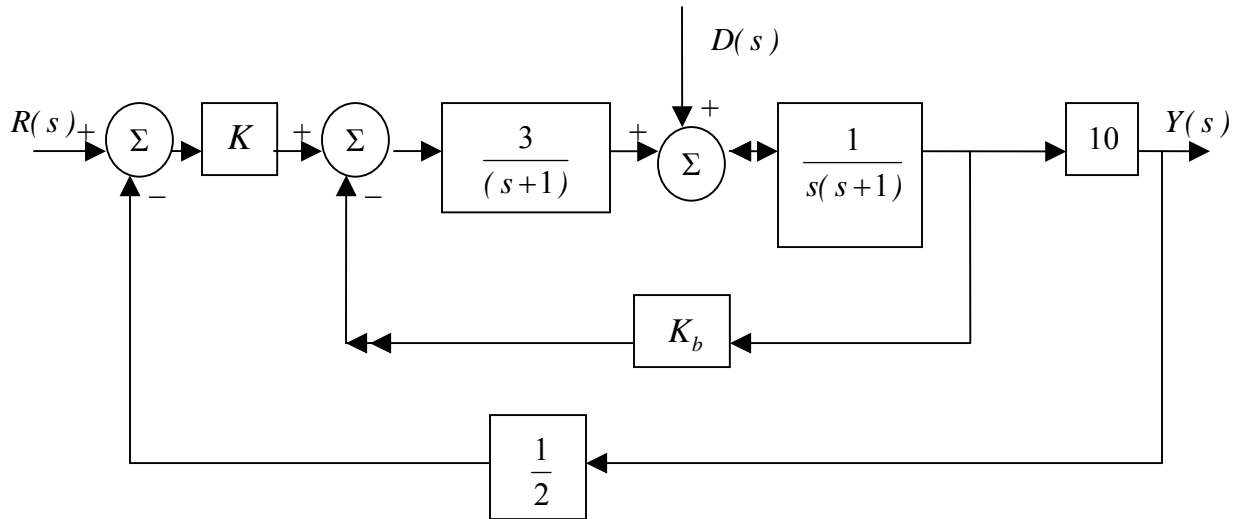 D( s )
R( s ) + Σ K + Σ 3 / ( s+1 ) + + Σ 1 / s( s+1 ) 10 Y( s )
− −
K_b
1 / 2